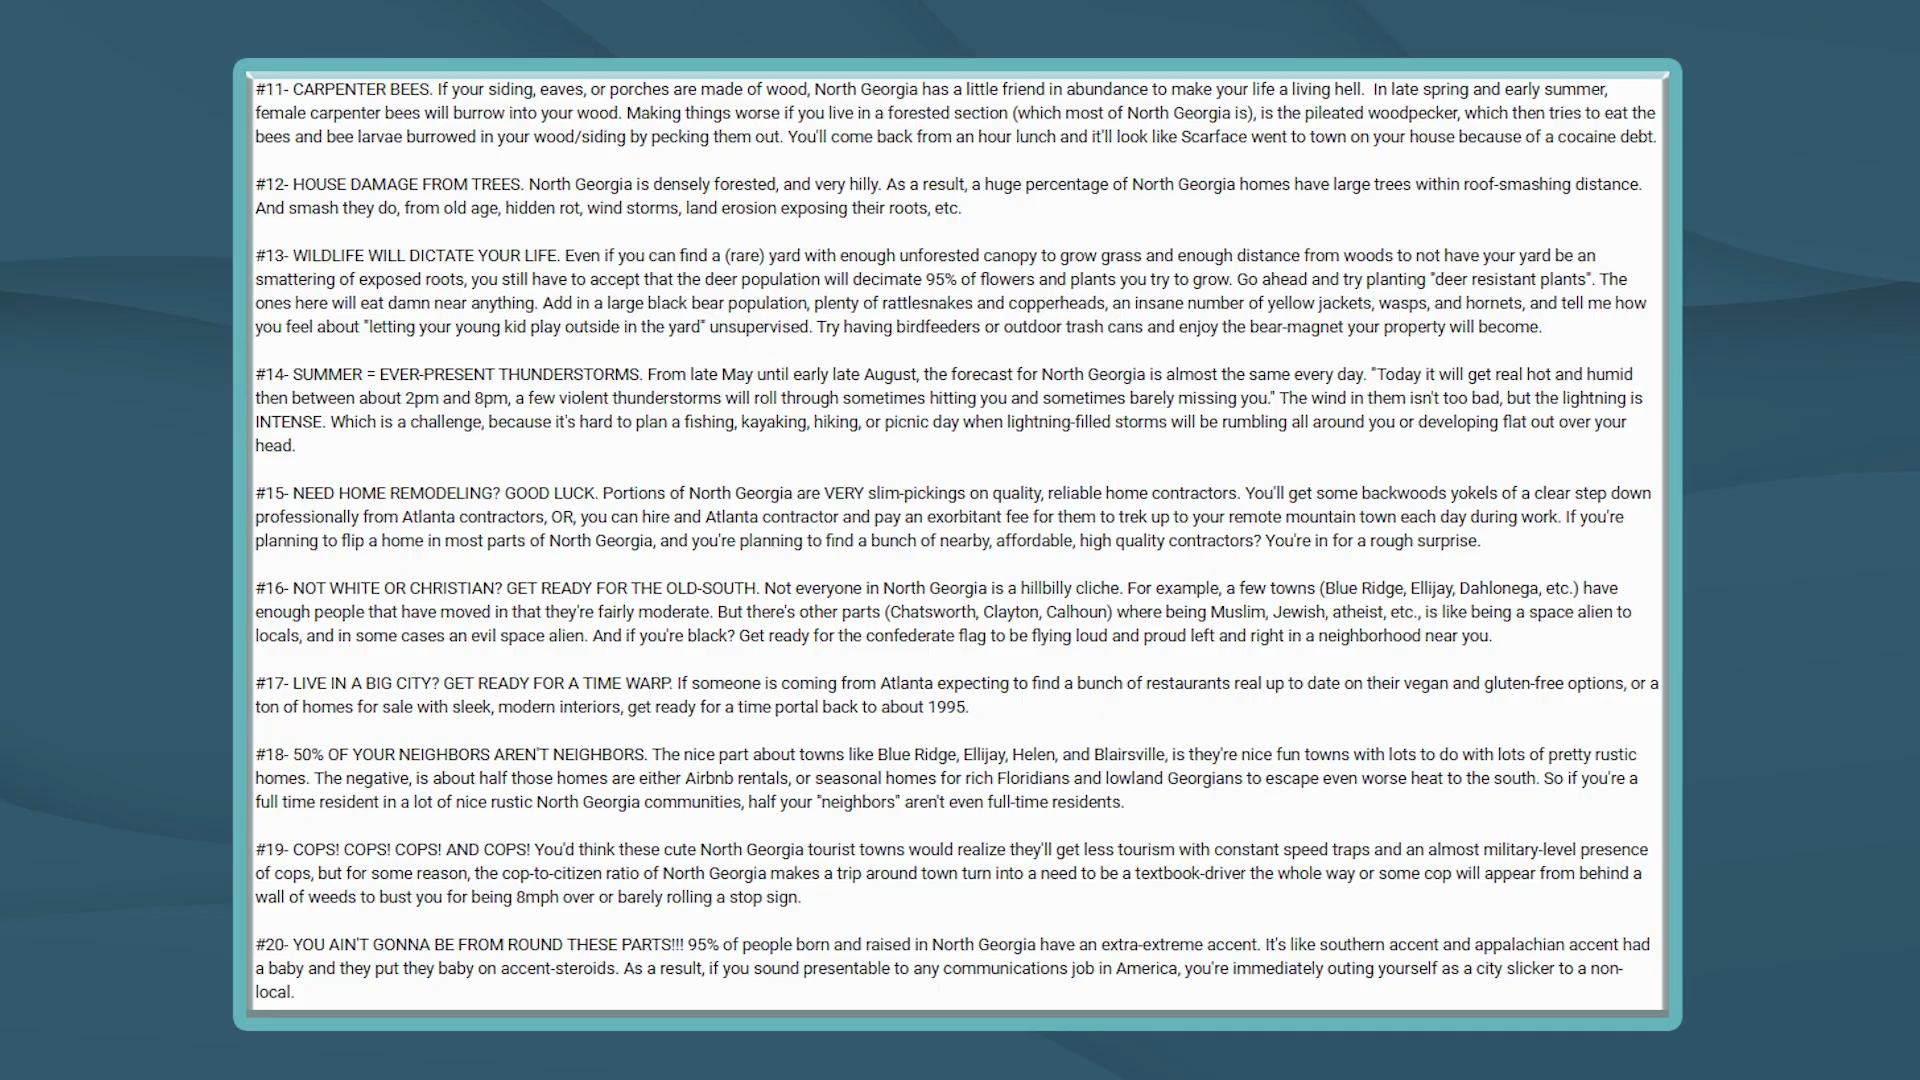 #11- CARPENTER BEES. If your siding, eaves, or porches are made of wood, North Georgia has a little friend in abundance to make your life a living hell.  In late spring and early summer,
female carpenter bees will burrow into your wood. Making things worse if you live in a forested section (which most of North Georgia is), is the pileated woodpecker, which then tries to eat the
bees and bee larvae burrowed in your wood/siding by pecking them out. You'll come back from an hour lunch and it'll look like Scarface went to town on your house because of a cocaine debt.
#12- HOUSE DAMAGE FROM TREES. North Georgia is densely forested, and very hilly. As a result, a huge percentage of North Georgia homes have large trees within roof-smashing distance.
And smash they do, from old age, hidden rot, wind storms, land erosion exposing their roots, etc.
#13- WILDLIFE WILL DICTATE YOUR LIFE. Even if you can find a (rare) yard with enough unforested canopy to grow grass and enough distance from woods to not have your yard be an
smattering of exposed roots, you still have to accept that the deer population will decimate 95% of flowers and plants you try to grow. Go ahead and try planting "deer resistant plants". The
ones here will eat damn near anything. Add in a large black bear population, plenty of rattlesnakes and copperheads, an insane number of yellow jackets, wasps, and hornets, and tell me how
you feel about "letting your young kid play outside in the yard" unsupervised. Try having birdfeeders or outdoor trash cans and enjoy the bear-magnet your property will become.
#14- SUMMER = EVER-PRESENT THUNDERSTORMS. From late May until early late August, the forecast for North Georgia is almost the same every day. "Today it will get real hot and humid
then between about 2pm and 8pm, a few violent thunderstorms will roll through sometimes hitting you and sometimes barely missing you." The wind in them isn't too bad, but the lightning is
INTENSE. Which is a challenge, because it's hard to plan a fishing, kayaking, hiking, or picnic day when lightning-filled storms will be rumbling all around you or developing flat out over your
head.
#15- NEED HOME REMODELING? GOOD LUCK. Portions of North Georgia are VERY slim-pickings on quality, reliable home contractors. You'll get some backwoods yokels of a clear step down
professionally from Atlanta contractors, OR, you can hire and Atlanta contractor and pay an exorbitant fee for them to trek up to your remote mountain town each day during work. If you're
planning to flip a home in most parts of North Georgia, and you're planning to find a bunch of nearby, affordable, high quality contractors? You're in for a rough surprise.
#16- NOT WHITE OR CHRISTIAN? GET READY FOR THE OLD-SOUTH. Not everyone in North Georgia is a hillbilly cliche. For example, a few towns (Blue Ridge, Ellijay, Dahlonega, etc.) have
enough people that have moved in that they're fairly moderate. But there's other parts (Chatsworth, Clayton, Calhoun) where being Muslim, Jewish, atheist, etc., is like being a space alien to
locals, and in some cases an evil space alien. And if you're black? Get ready for the confederate flag to be flying loud and proud left and right in a neighborhood near you.
#17- LIVE IN A BIG CITY? GET READY FOR A TIME WARP. If someone is coming from Atlanta expecting to find a bunch of restaurants real up to date on their vegan and gluten-free options, or a
ton of homes for sale with sleek, modern interiors, get ready for a time portal back to about 1995.
#18- 50% OF YOUR NEIGHBORS AREN'T NEIGHBORS. The nice part about towns like Blue Ridge, Ellijay, Helen, and Blairsville, is they're nice fun towns with lots to do with lots of pretty rustic
homes. The negative, is about half those homes are either Airbnb rentals, or seasonal homes for rich Floridians and lowland Georgians to escape even worse heat to the south. So if you're a
full time resident in a lot of nice rustic North Georgia communities, half your "neighbors" aren't even full-time residents.
#19- COPS! COPS! COPS! AND COPS! You'd think these cute North Georgia tourist towns would realize they'll get less tourism with constant speed traps and an almost military-level presence
of cops, but for some reason, the cop-to-citizen ratio of North Georgia makes a trip around town turn into a need to be a textbook-driver the whole way or some cop will appear from behind a
wall of weeds to bust you for being 8mph over or barely rolling a stop sign.
#20- YOU AIN'T GONNA BE FROM ROUND THESE PARTS!!! 95% of people born and raised in North Georgia have an extra-extreme accent. It's like southern accent and appalachian accent had
a baby and they put they baby on accent-steroids. As a result, if you sound presentable to any communications job in America, you're immediately outing yourself as a city slicker to a non-
local.